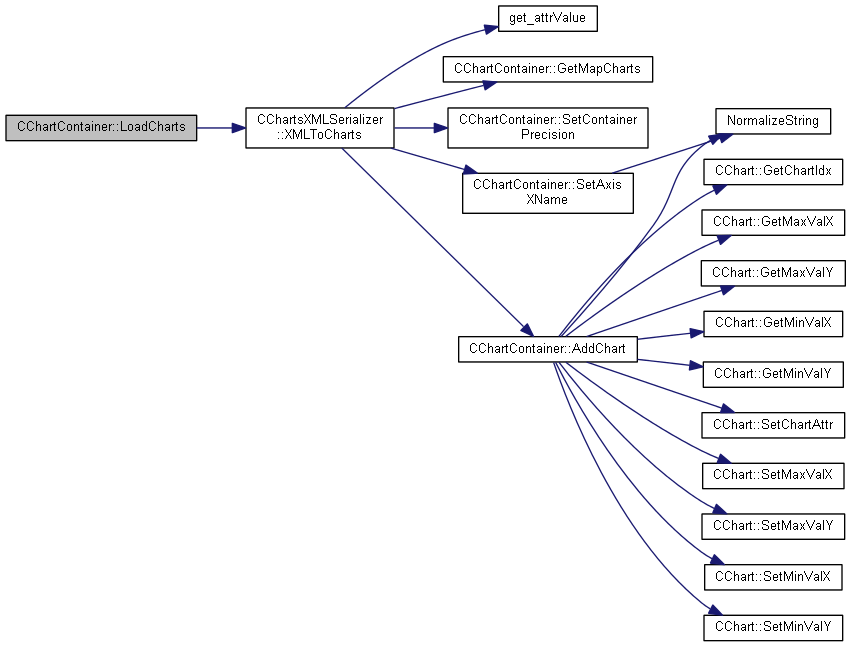 CChartContainer::LoadCharts
CChartsXMLSerializer
::XMLToCharts
get_attrValue
CChartContainer::GetMapCharts
CChartContainer::SetContainer
Precision
CChartContainer::SetAxis
XName
CChartContainer::AddChart
NormalizeString
CChart::GetChartIdx
CChart::GetMaxValX
CChart::GetMaxValY
CChart::GetMinValX
CChart::GetMinValY
CChart::SetChartAttr
CChart::SetMaxValX
CChart::SetMaxValY
CChart::SetMinValX
CChart::SetMinValY